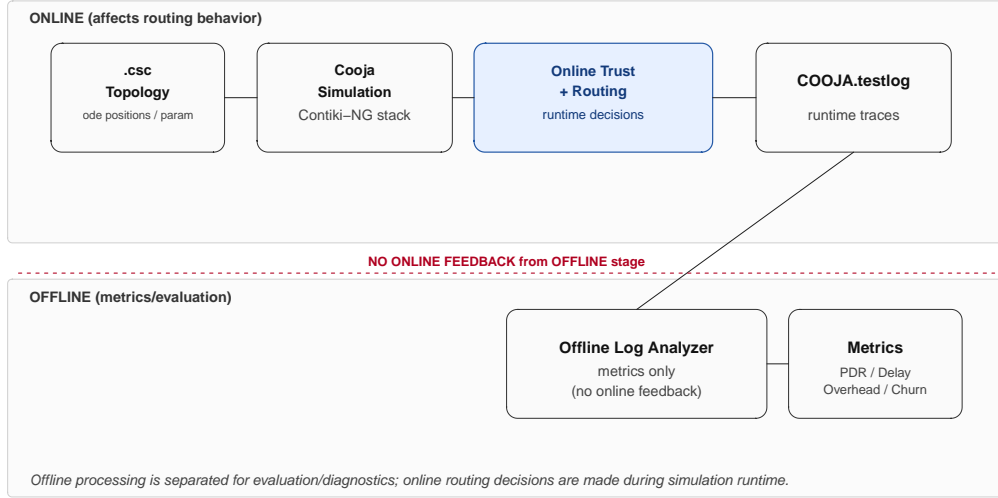 ONLINE (affects routing behavior)
.csc
Topology
ode positions / param
Cooja
Simulation
Contiki–NG stack
Online Trust
+ Routing
runtime decisions
COOJA.testlog
runtime traces
NO ONLINE FEEDBACK from OFFLINE stage
OFFLINE (metrics/evaluation)
Offline Log Analyzer
metrics only
(no online feedback)
Metrics
PDR / Delay
Overhead / Churn
Offline processing is separated for evaluation/diagnostics; online routing decisions are made during simulation runtime.